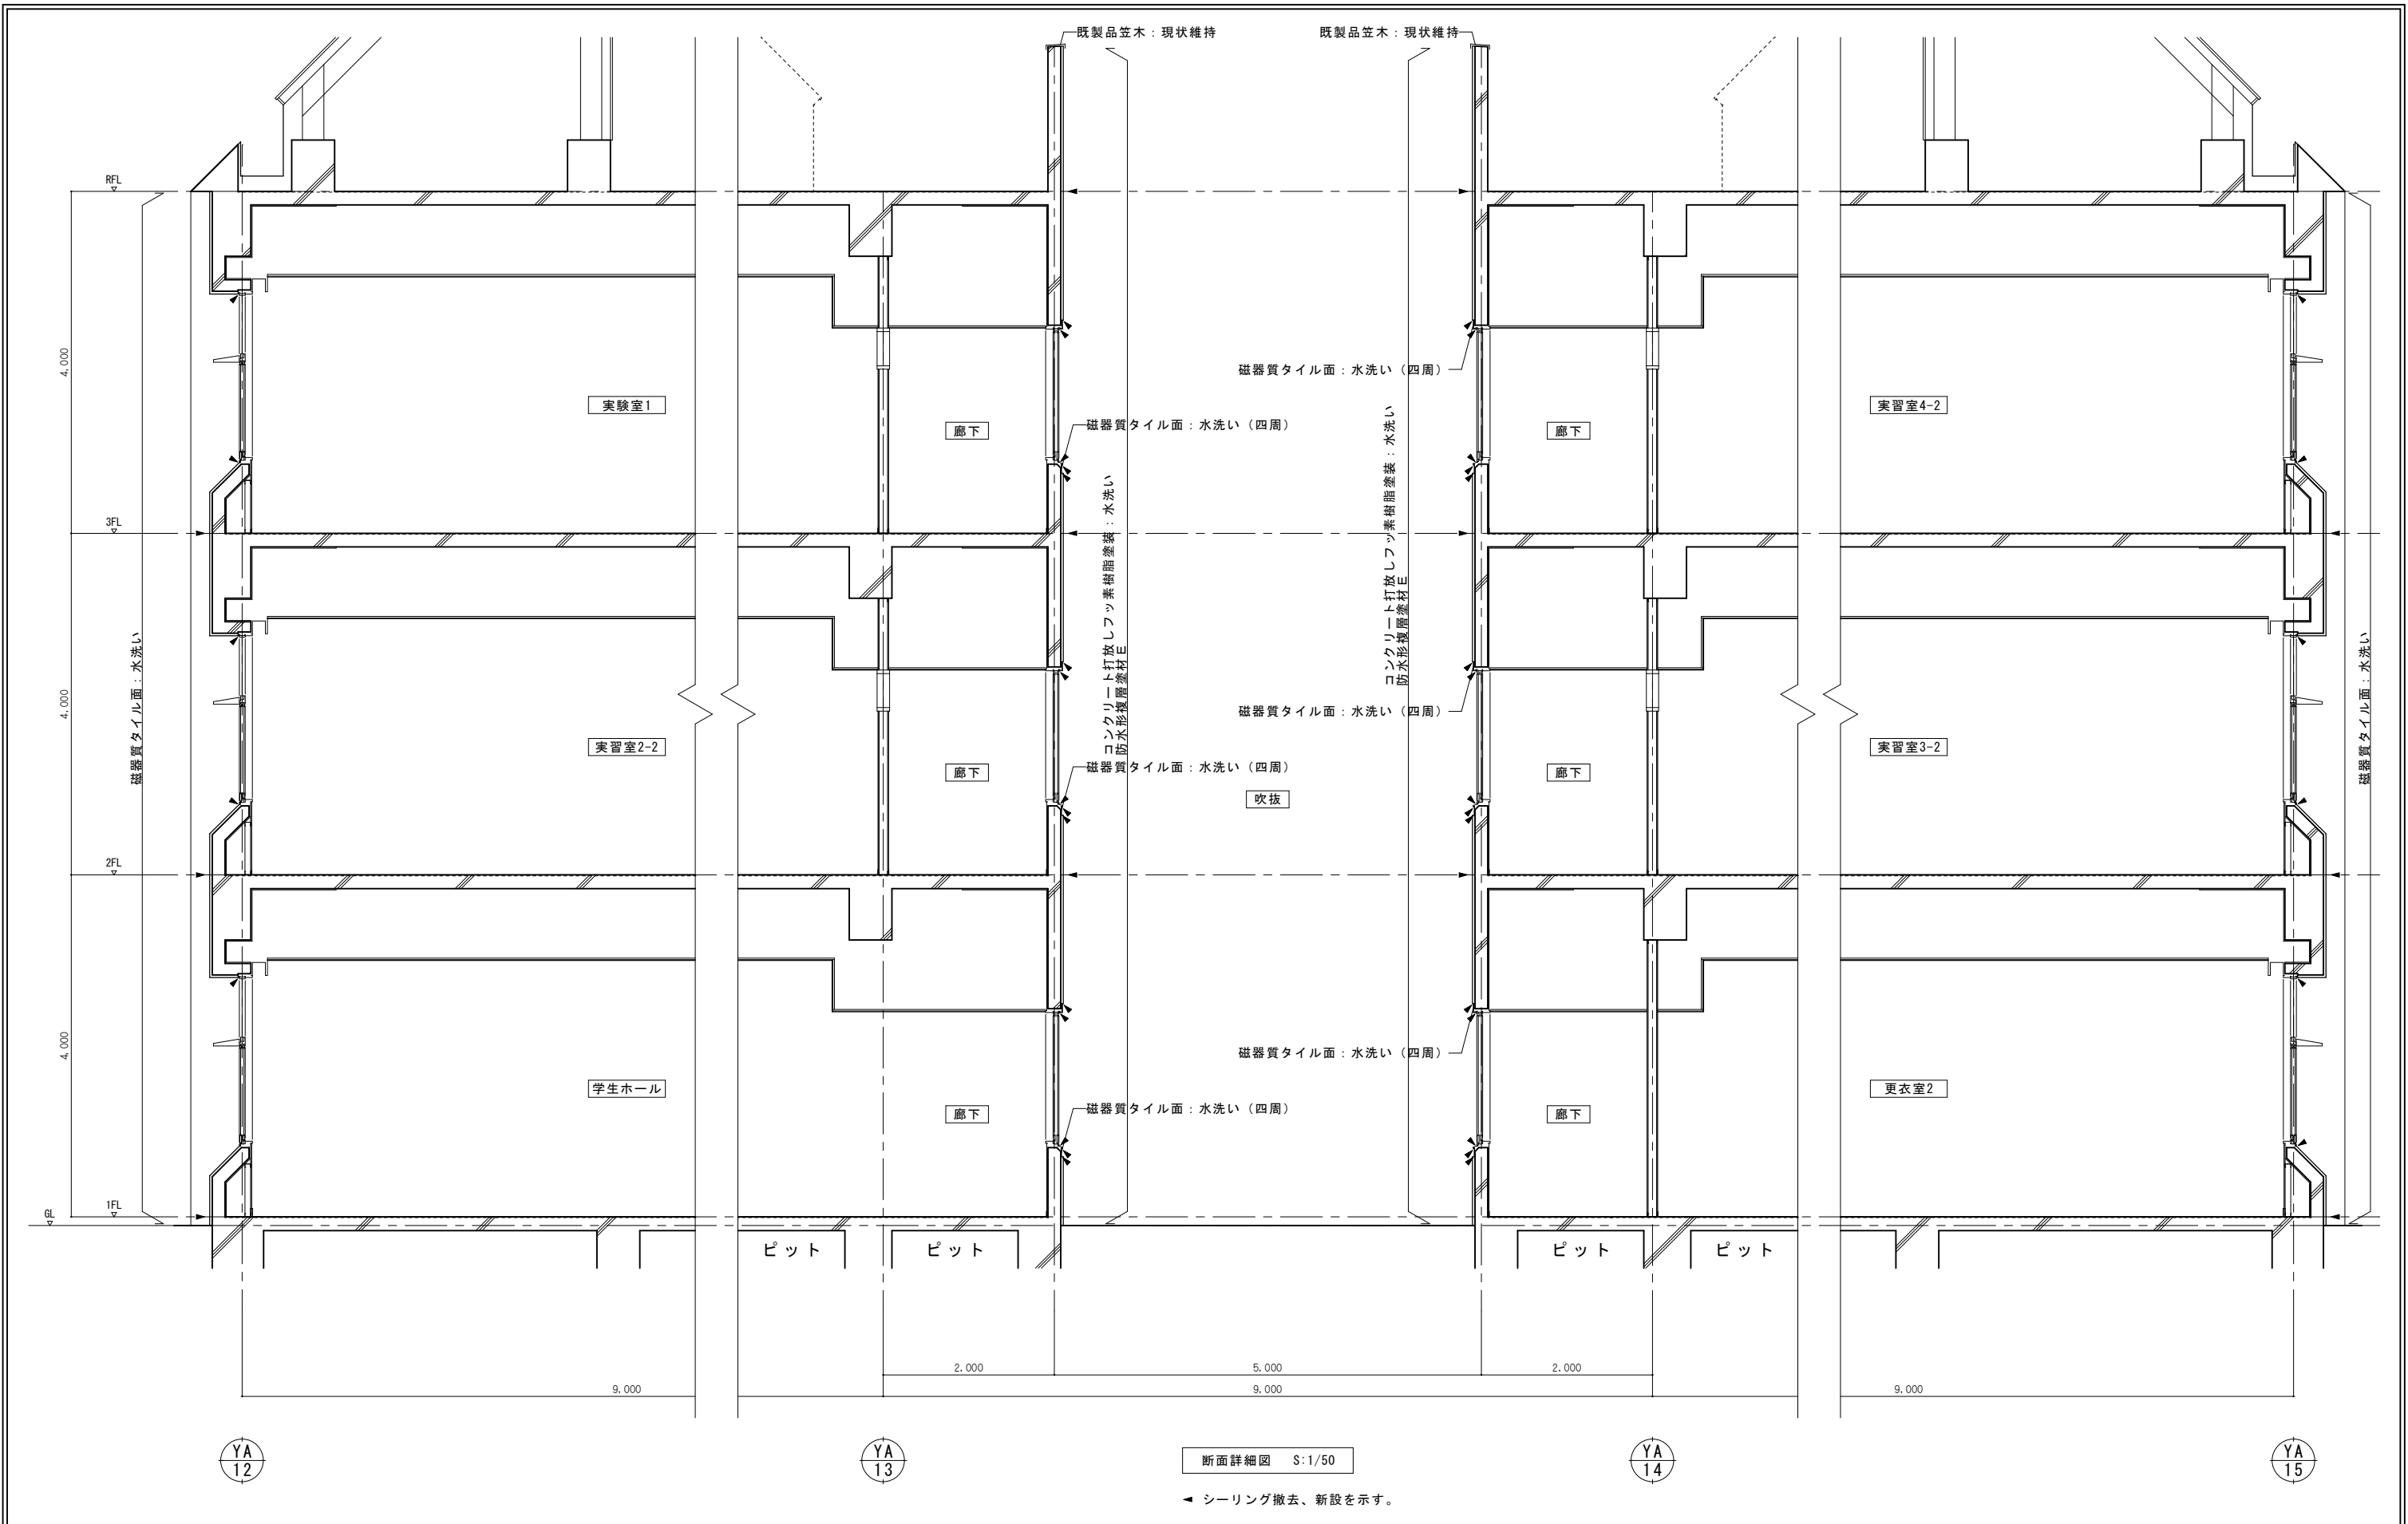 既製品笠木：現状維持
既製品笠木：現状維持
RFL
4,000
磁器質タイル面：水洗い（四周）
実験室1
実習室4-2
磁器質タイル面：水洗い（四周）
廊下
廊下
コンクリート打放しフッ素樹脂塗装：水洗い
防水形複層塗材E
コンクリート打放しフッ素樹脂塗装：水洗い
防水形複層塗材E
3FL
磁器質タイル面：水洗い
磁器質タイル面：水洗い
4,000
磁器質タイル面：水洗い（四周）
実習室2-2
実習室3-2
磁器質タイル面：水洗い（四周）
廊下
廊下
吹抜
2FL
4,000
磁器質タイル面：水洗い（四周）
学生ホール
更衣室2
磁器質タイル面：水洗い（四周）
廊下
廊下
1FL
GL
ピット
ピット
ピット
ピット
2,000
5,000
2,000
9,000
9,000
9,000
YA
12
YA
13
YA
14
YA
15
断面詳細図 S:1/50
◄ シーリング撤去、新設を示す。